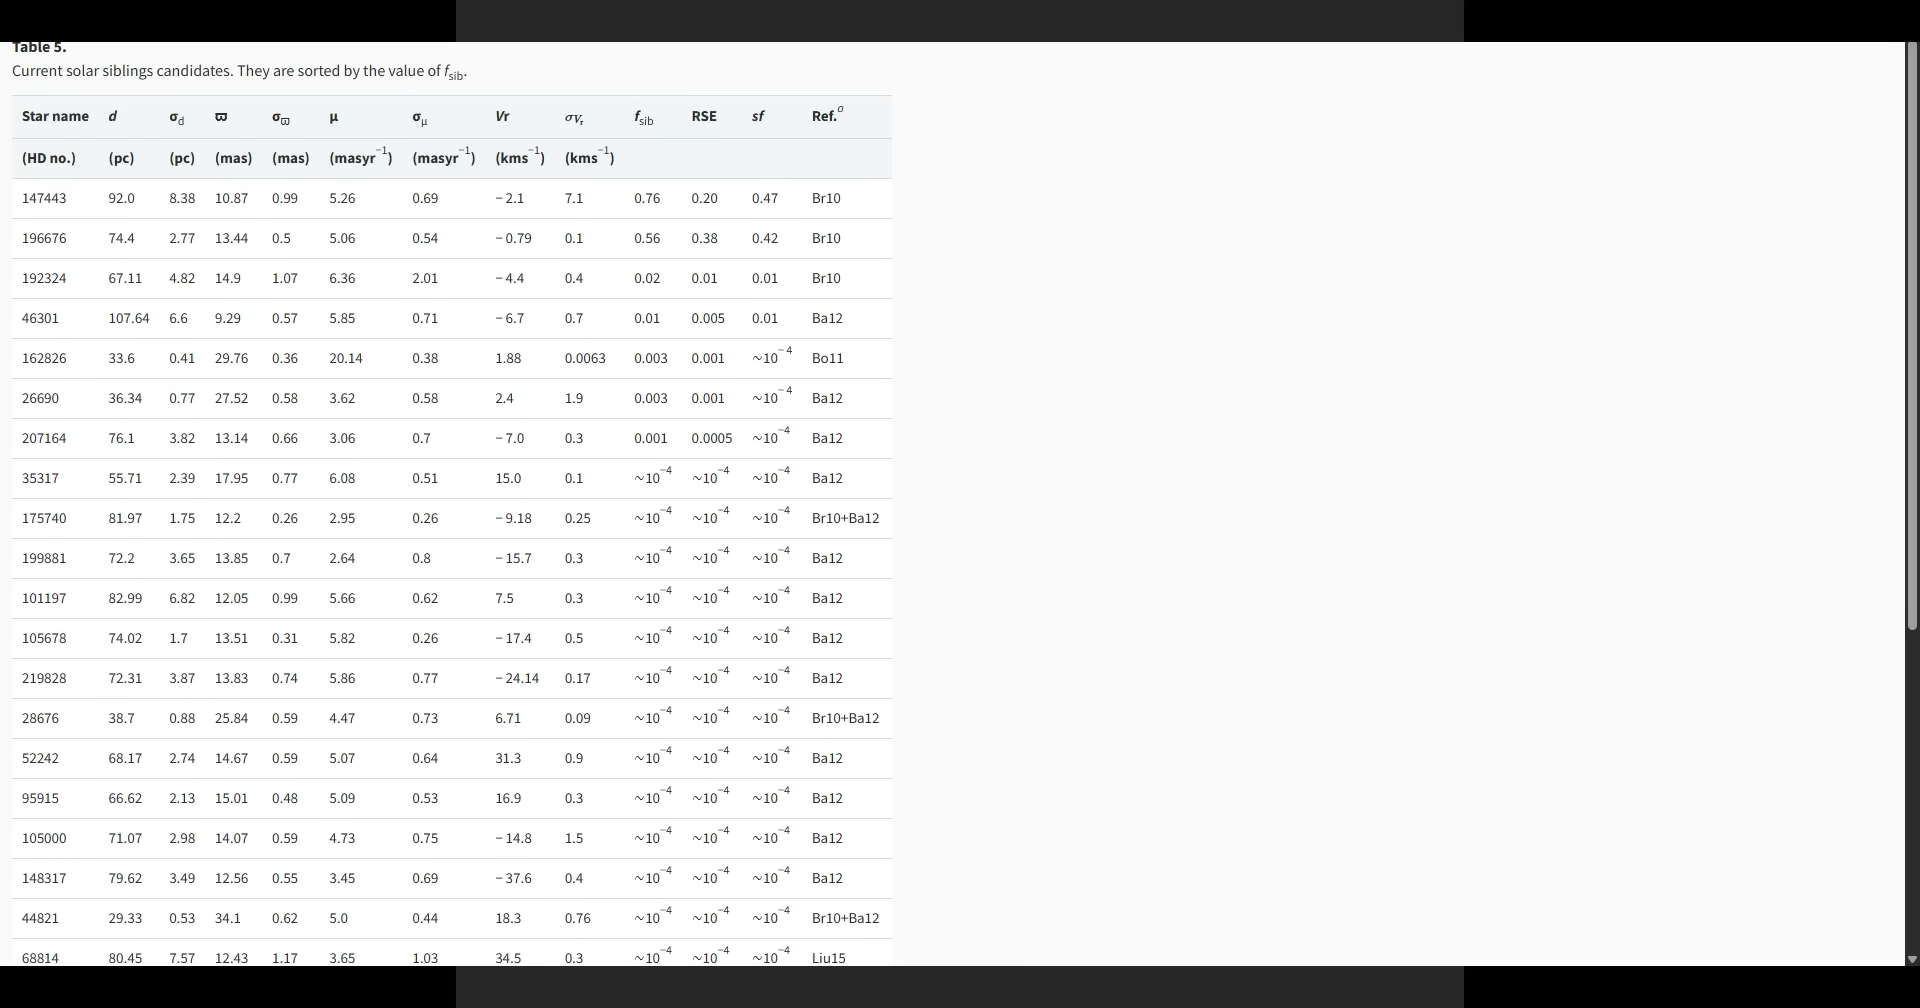 Table 5.
Current solar siblings candidates. They are sorted by the value of fsib.
Star name d σd ϖ σϖ μ σμ Vr σVr fsib RSE sf Ref.a
(HD no.) (pc) (pc) (mas) (mas) (masyr−1) (masyr−1) (kms−1) (kms−1)
147443 92.0 8.38 10.87 0.99 5.26 0.69 −2.1 7.1 0.76 0.20 0.47 Br10
196676 74.4 2.77 13.44 0.5 5.06 0.54 −0.79 0.1 0.56 0.38 0.42 Br10
192324 67.11 4.82 14.9 1.07 6.36 2.01 −4.4 0.4 0.02 0.01 0.01 Br10
46301 107.64 6.6 9.29 0.57 5.85 0.71 −6.7 0.7 0.01 0.005 0.01 Ba12
162826 33.6 0.41 29.76 0.36 20.14 0.38 1.88 0.0063 0.003 0.001 ~10−4 Bo11
26690 36.34 0.77 27.52 0.58 3.62 0.58 2.4 1.9 0.003 0.001 ~10−4 Ba12
207164 76.1 3.82 13.14 0.66 3.06 0.7 −7.0 0.3 0.001 0.0005 ~10−4 Ba12
35317 55.71 2.39 17.95 0.77 6.08 0.51 15.0 0.1 ~10−4 ~10−4 ~10−4 Ba12
175740 81.97 1.75 12.2 0.26 2.95 0.26 −9.18 0.25 ~10−4 ~10−4 ~10−4 Br10+Ba12
199881 72.2 3.65 13.85 0.7 2.64 0.8 −15.7 0.3 ~10−4 ~10−4 ~10−4 Ba12
101197 82.99 6.82 12.05 0.99 5.66 0.62 7.5 0.3 ~10−4 ~10−4 ~10−4 Ba12
105678 74.02 1.7 13.51 0.31 5.82 0.26 −17.4 0.5 ~10−4 ~10−4 ~10−4 Ba12
219828 72.31 3.87 13.83 0.74 5.86 0.77 −24.14 0.17 ~10−4 ~10−4 ~10−4 Ba12
28676 38.7 0.88 25.84 0.59 4.47 0.73 6.71 0.09 ~10−4 ~10−4 ~10−4 Br10+Ba12
52242 68.17 2.74 14.67 0.59 5.07 0.64 31.3 0.9 ~10−4 ~10−4 ~10−4 Ba12
95915 66.62 2.13 15.01 0.48 5.09 0.53 16.9 0.3 ~10−4 ~10−4 ~10−4 Ba12
105000 71.07 2.98 14.07 0.59 4.73 0.75 −14.8 1.5 ~10−4 ~10−4 ~10−4 Ba12
148317 79.62 3.49 12.56 0.55 3.45 0.69 −37.6 0.4 ~10−4 ~10−4 ~10−4 Ba12
44821 29.33 0.53 34.1 0.62 5.0 0.44 18.3 0.76 ~10−4 ~10−4 ~10−4 Br10+Ba12
68814 80.45 7.57 12.43 1.17 3.65 1.03 34.5 0.3 ~10−4 ~10−4 ~10−4 Liu15